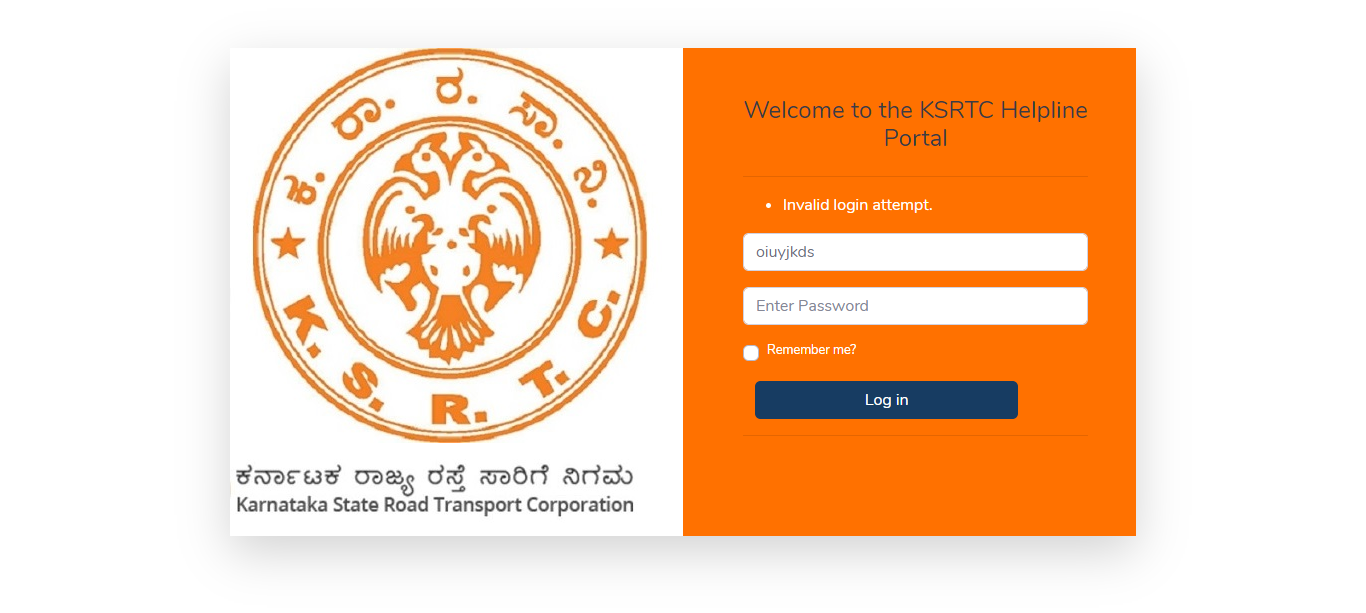 ಕ. ರಾ. ರ. ಸಾ. ನಿ.
K. S. R. T. C.
ಕರ್ನಾಟಕ ರಾಜ್ಯ ರಸ್ತೆ ಸಾರಿಗೆ ನಿಗಮ
Karnataka State Road Transport Corporation
Welcome to the KSRTC Helpline
Portal
Invalid login attempt.
oiuyjkds
Enter Password
Remember me?
Log in